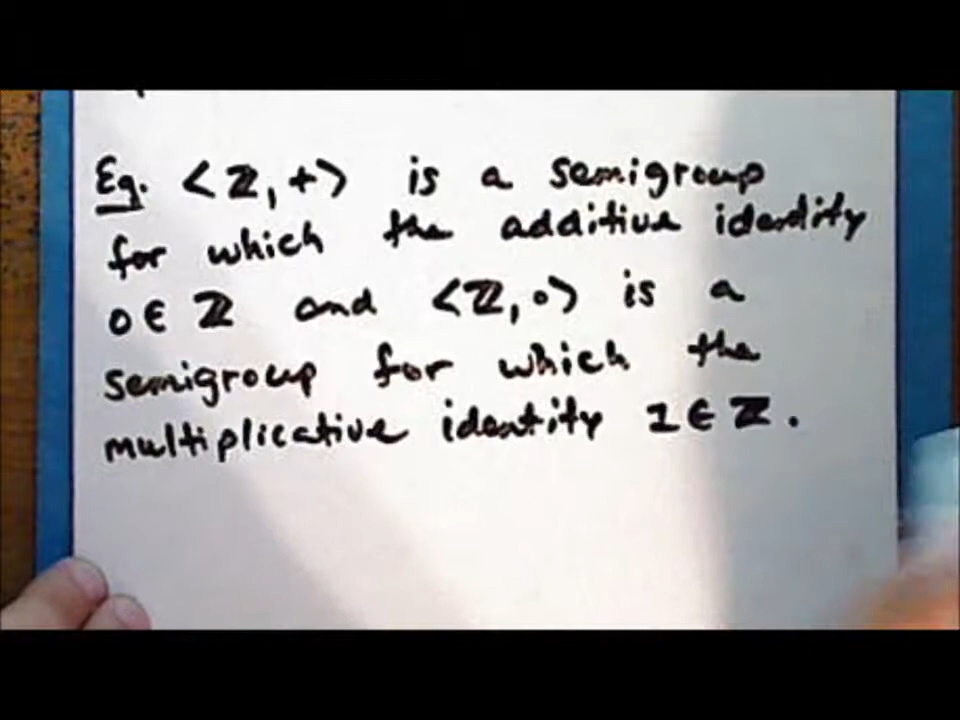 Eg. <ℤ, +> is a semigroup
for which the additive identity
0 ∈ ℤ and <ℤ, ∘> is a
semigroup for which the
multiplicative identity 1 ∈ ℤ.